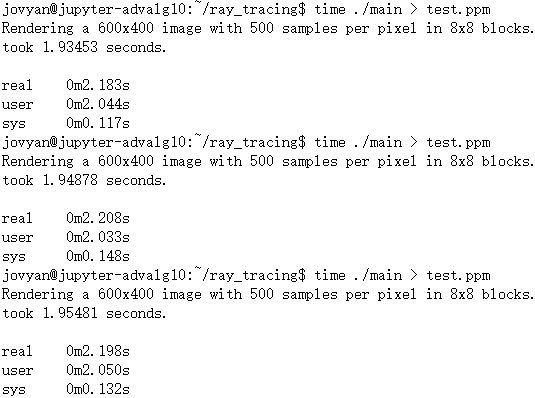 jovyan@jupyter-adva1g10:~/ray_tracing$ time ./main > test.ppm
Rendering a 600x400 image with 500 samples per pixel in 8x8 blocks.
took 1.93453 seconds.
real 0m2.183s
user 0m2.044s
sys 0m0.117s
jovyan@jupyter-adva1g10:~/ray_tracing$ time ./main > test.ppm
Rendering a 600x400 image with 500 samples per pixel in 8x8 blocks.
took 1.94878 seconds.
real 0m2.208s
user 0m2.033s
sys 0m0.148s
jovyan@jupyter-adva1g10:~/ray_tracing$ time ./main > test.ppm
Rendering a 600x400 image with 500 samples per pixel in 8x8 blocks.
took 1.95481 seconds.
real 0m2.198s
user 0m2.050s
sys 0m0.132s